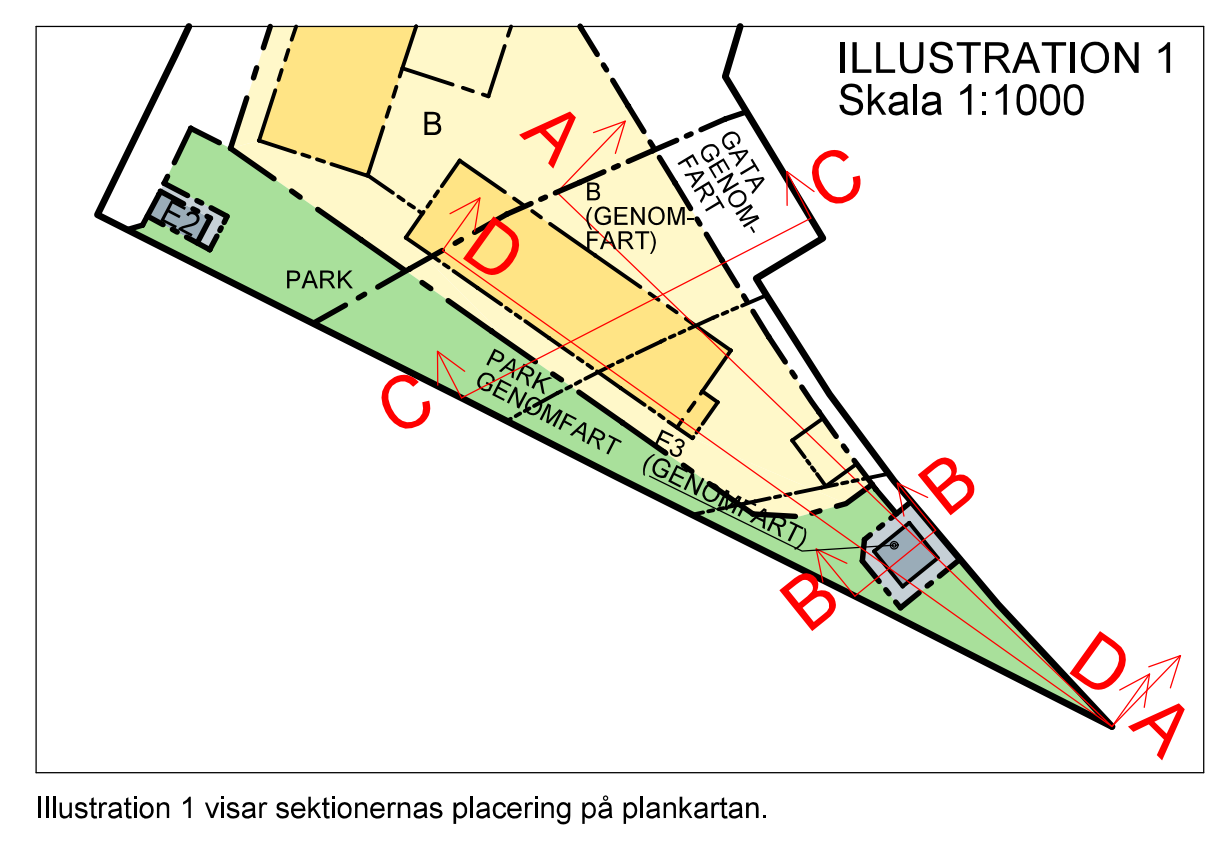 ILLUSTRATION 1
Skala 1:1000
B
A
GATA
GENOM-
FART
C
B
(GENOM-
FART)
E21
D
PARK
C
PARK
GENOMFART
E3
(GENOMFART)
B
B
D
A
Illustration 1 visar sektionernas placering på plankartan.